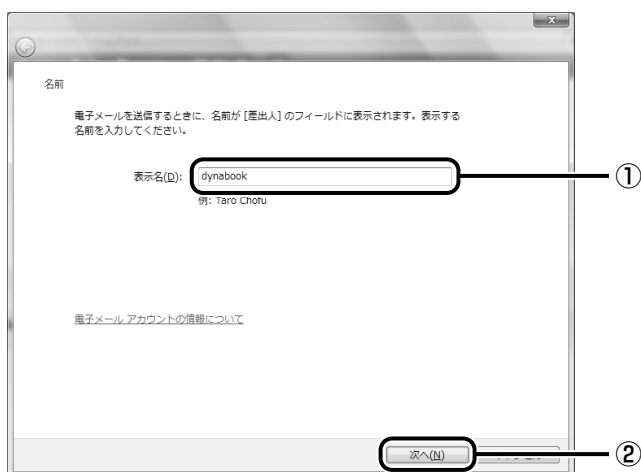 名前
電子メールを送信するときに、名前が [差出人] のフィールドに表示されます。表示する
名前を入力してください。
表示名(D): dynabook ①
例: Taro Chofu
電子メール アカウントの情報について
次へ(N) ②